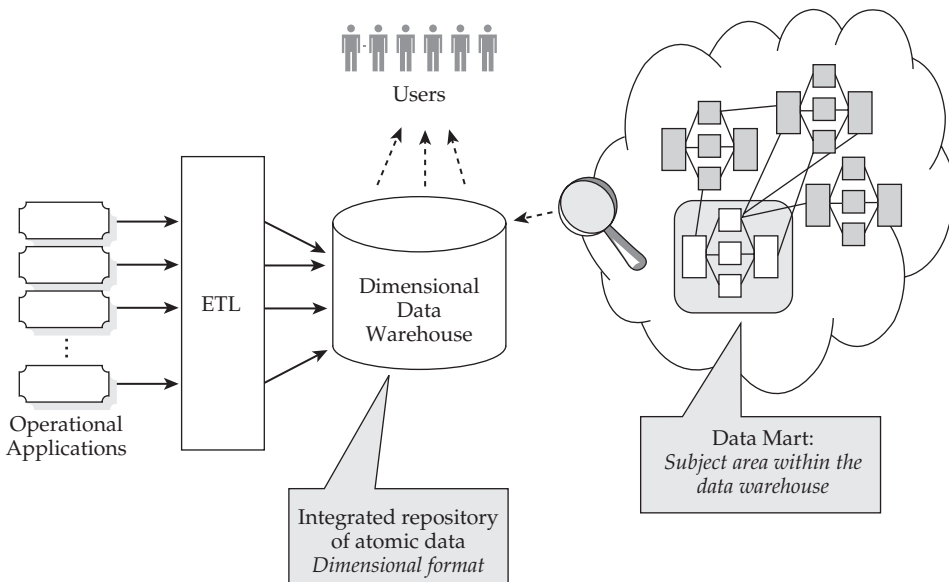 Users
ETL
Dimensional
Data
Warehouse
Operational
Applications
Data Mart:
Subject area within the
data warehouse
Integrated repository
of atomic data
Dimensional format